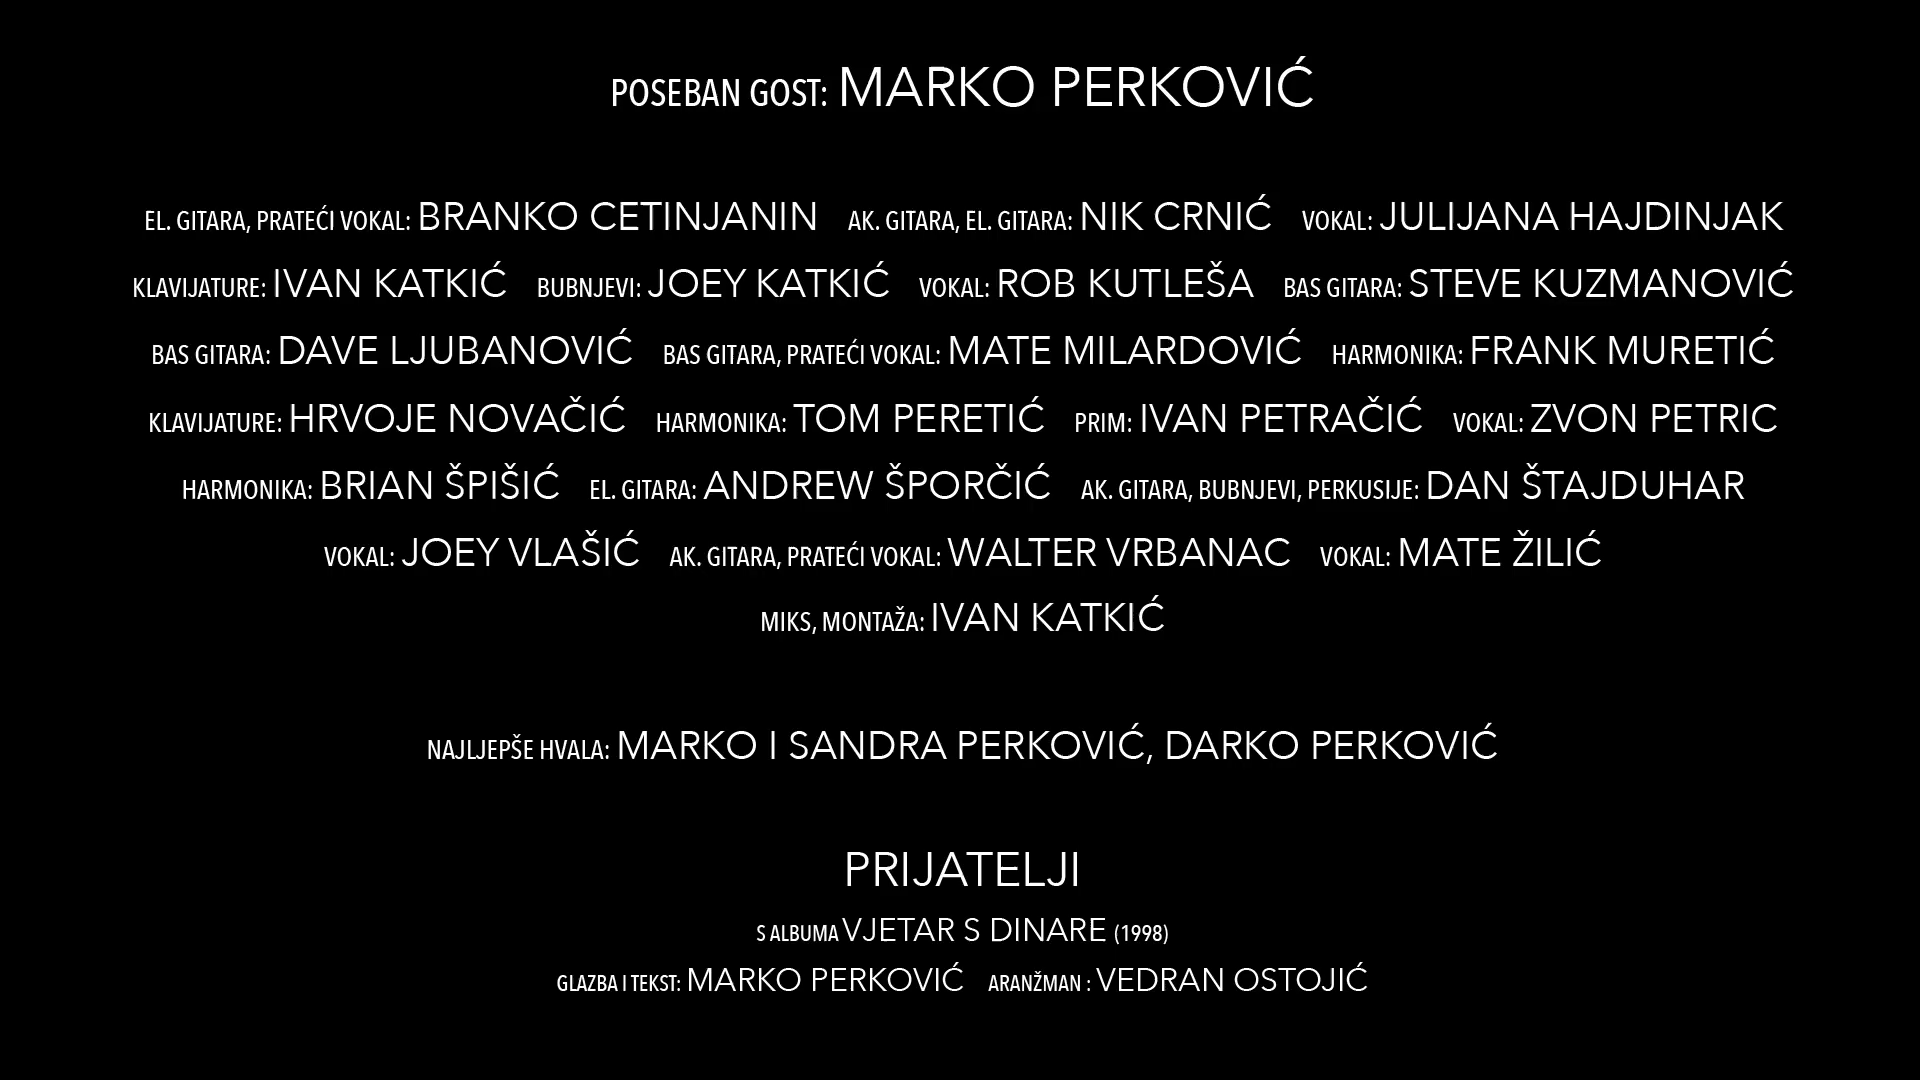 POSEBAN GOST: MARKO PERKOVIĆ
EL. GITARA, PRATEĆI VOKAL: BRANKO CETINJANIN AK. GITARA, EL. GITARA: NIK CRNIĆ VOKAL: JULIJANA HAJDINJAK
KLAVIJATURE: IVAN KATKIĆ BUBNJEVI: JOEY KATKIĆ VOKAL: ROB KUTLEŠA BAS GITARA: STEVE KUZMANOVIĆ
BAS GITARA: DAVE LJUBANOVIĆ BAS GITARA, PRATEĆI VOKAL: MATE MILARDOVIĆ HARMONIKA: FRANK MURETIĆ
KLAVIJATURE: HRVOJE NOVAČIĆ HARMONIKA: TOM PERETIĆ PRIM: IVAN PETRAČIĆ VOKAL: ZVON PETRIC
HARMONIKA: BRIAN ŠPIŠIĆ EL. GITARA: ANDREW ŠPORČIĆ AK. GITARA, BUBNJEVI, PERKUSIJE: DAN ŠTAJDUHAR
VOKAL: JOEY VLAŠIĆ AK. GITARA, PRATEĆI VOKAL: WALTER VRBANAC VOKAL: MATE ŽILIĆ
MIKS, MONTAŽA: IVAN KATKIĆ
NAJLJEPŠE HVALA: MARKO I SANDRA PERKOVIĆ, DARKO PERKOVIĆ
PRIJATELJI
S ALBUMA VJETAR S DINARE (1998)
GLAZBA I TEKST: MARKO PERKOVIĆ ARANŽMAN : VEDRAN OSTOJIĆ